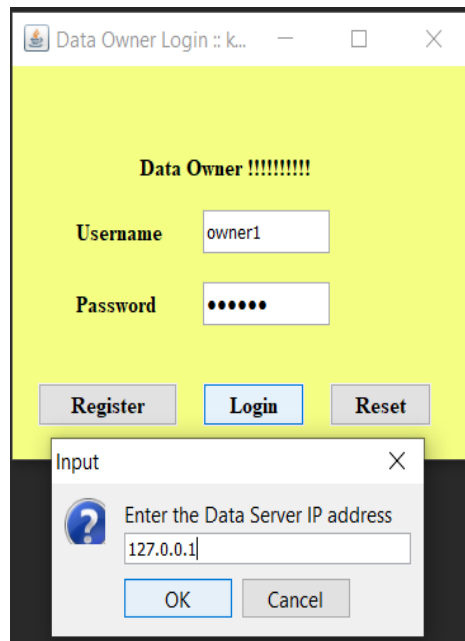 Data Owner Login :: k...
Data Owner !!!!!!!!!!
Username owner1
Password ●●●●●●
Register Login Reset
Input
Enter the Data Server IP address
127.0.0.1
OK Cancel